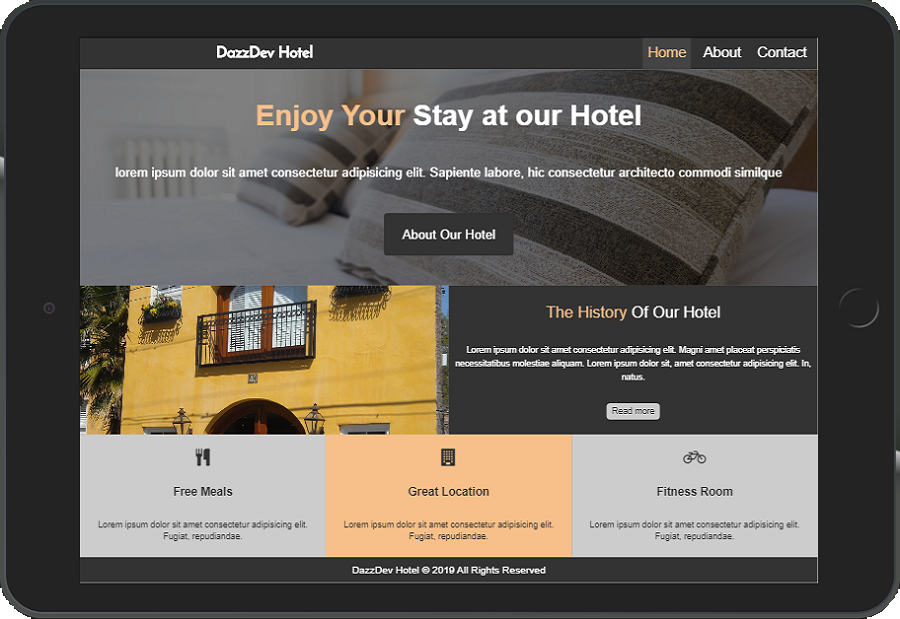 DazzDev Hotel
Home About Contact
Enjoy Your Stay at our Hotel
lorem ipsum dolor sit amet consectetur adipisicing elit. Sapiente labore, hic consectetur architecto commodi similque
About Our Hotel
The History Of Our Hotel
Lorem ipsum dolor sit amet consectetur adipisicing elit. Magni amet placeat perspiciatis
necessitatibus molestiae aliquam. Lorem ipsum dolor sit, amet consectetur adipisicing elit. In,
natus.
Read more
Free Meals
Lorem ipsum dolor sit amet consectetur adipisicing elit.
Fugiat, repudiandae.
Great Location
Lorem ipsum dolor sit amet consectetur adipisicing elit.
Fugiat, repudiandae.
Fitness Room
Lorem ipsum dolor sit amet consectetur adipisicing elit.
Fugiat, repudiandae.
DazzDev Hotel © 2019 All Rights Reserved